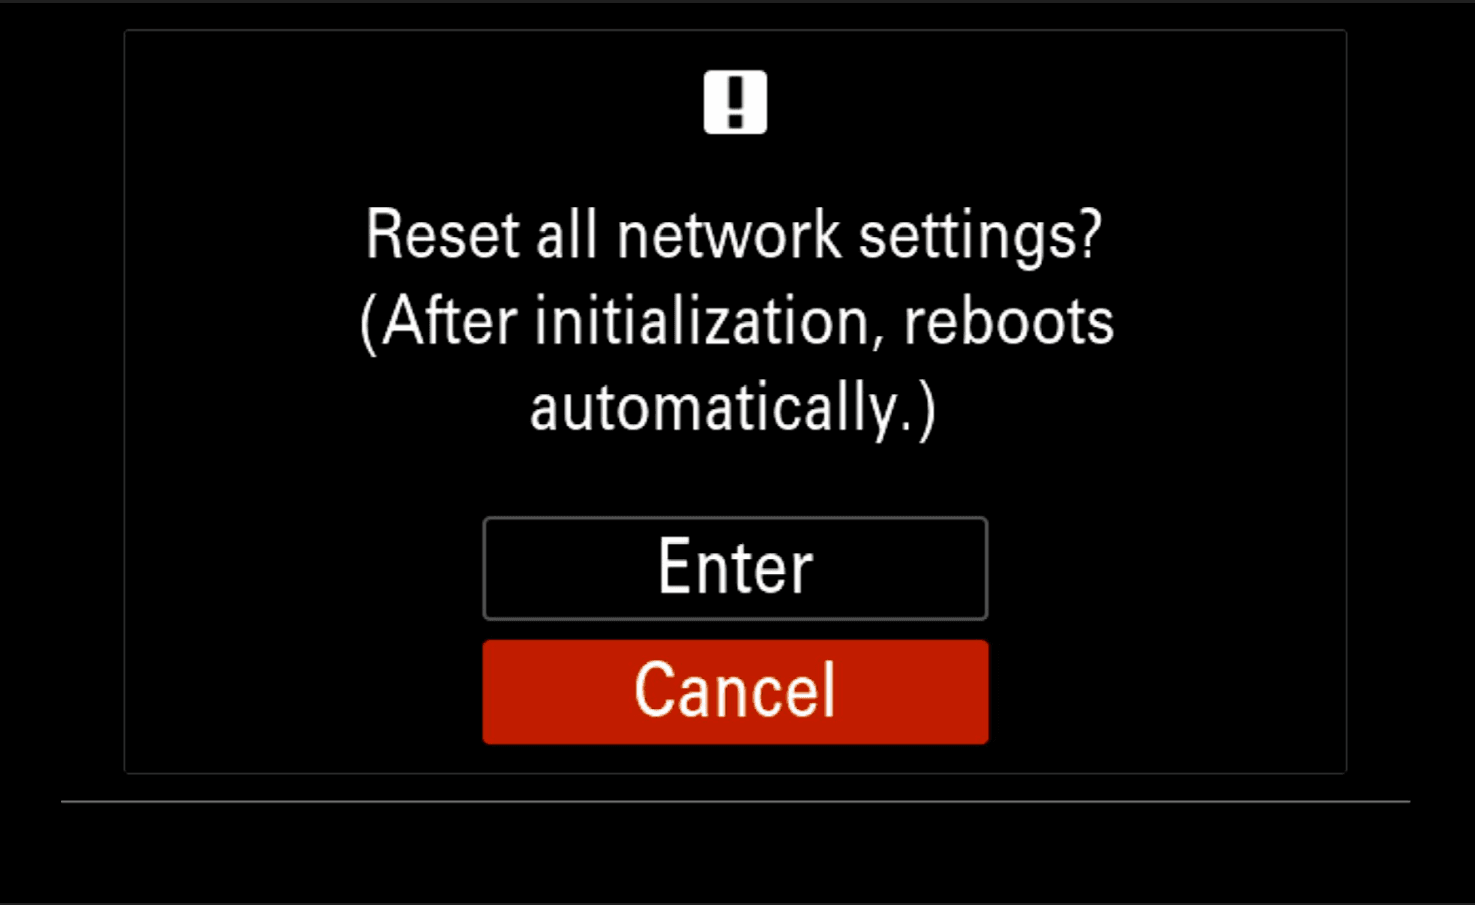 Reset all network settings?
(After initialization, reboots
automatically.)
Enter
Cancel